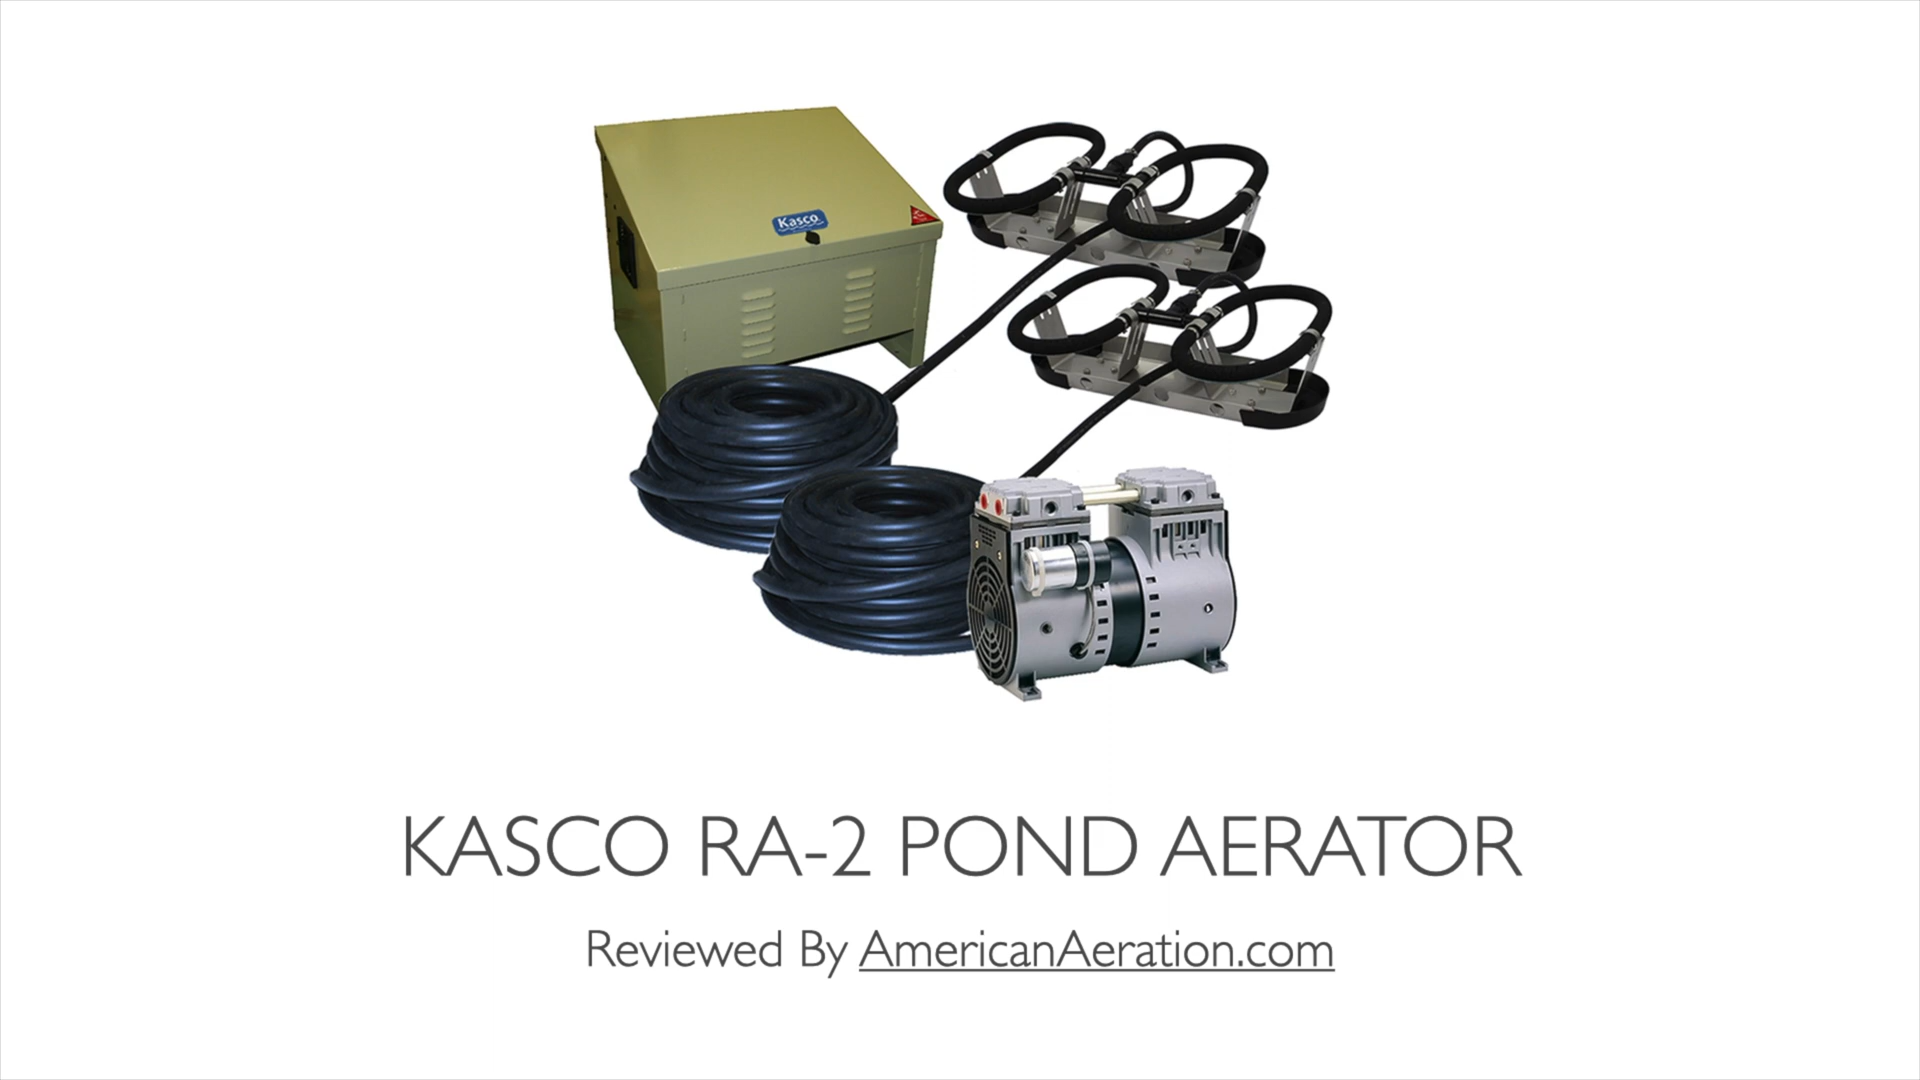 Kasco
KASCO RA-2 POND AERATOR
Reviewed By AmericanAeration.com